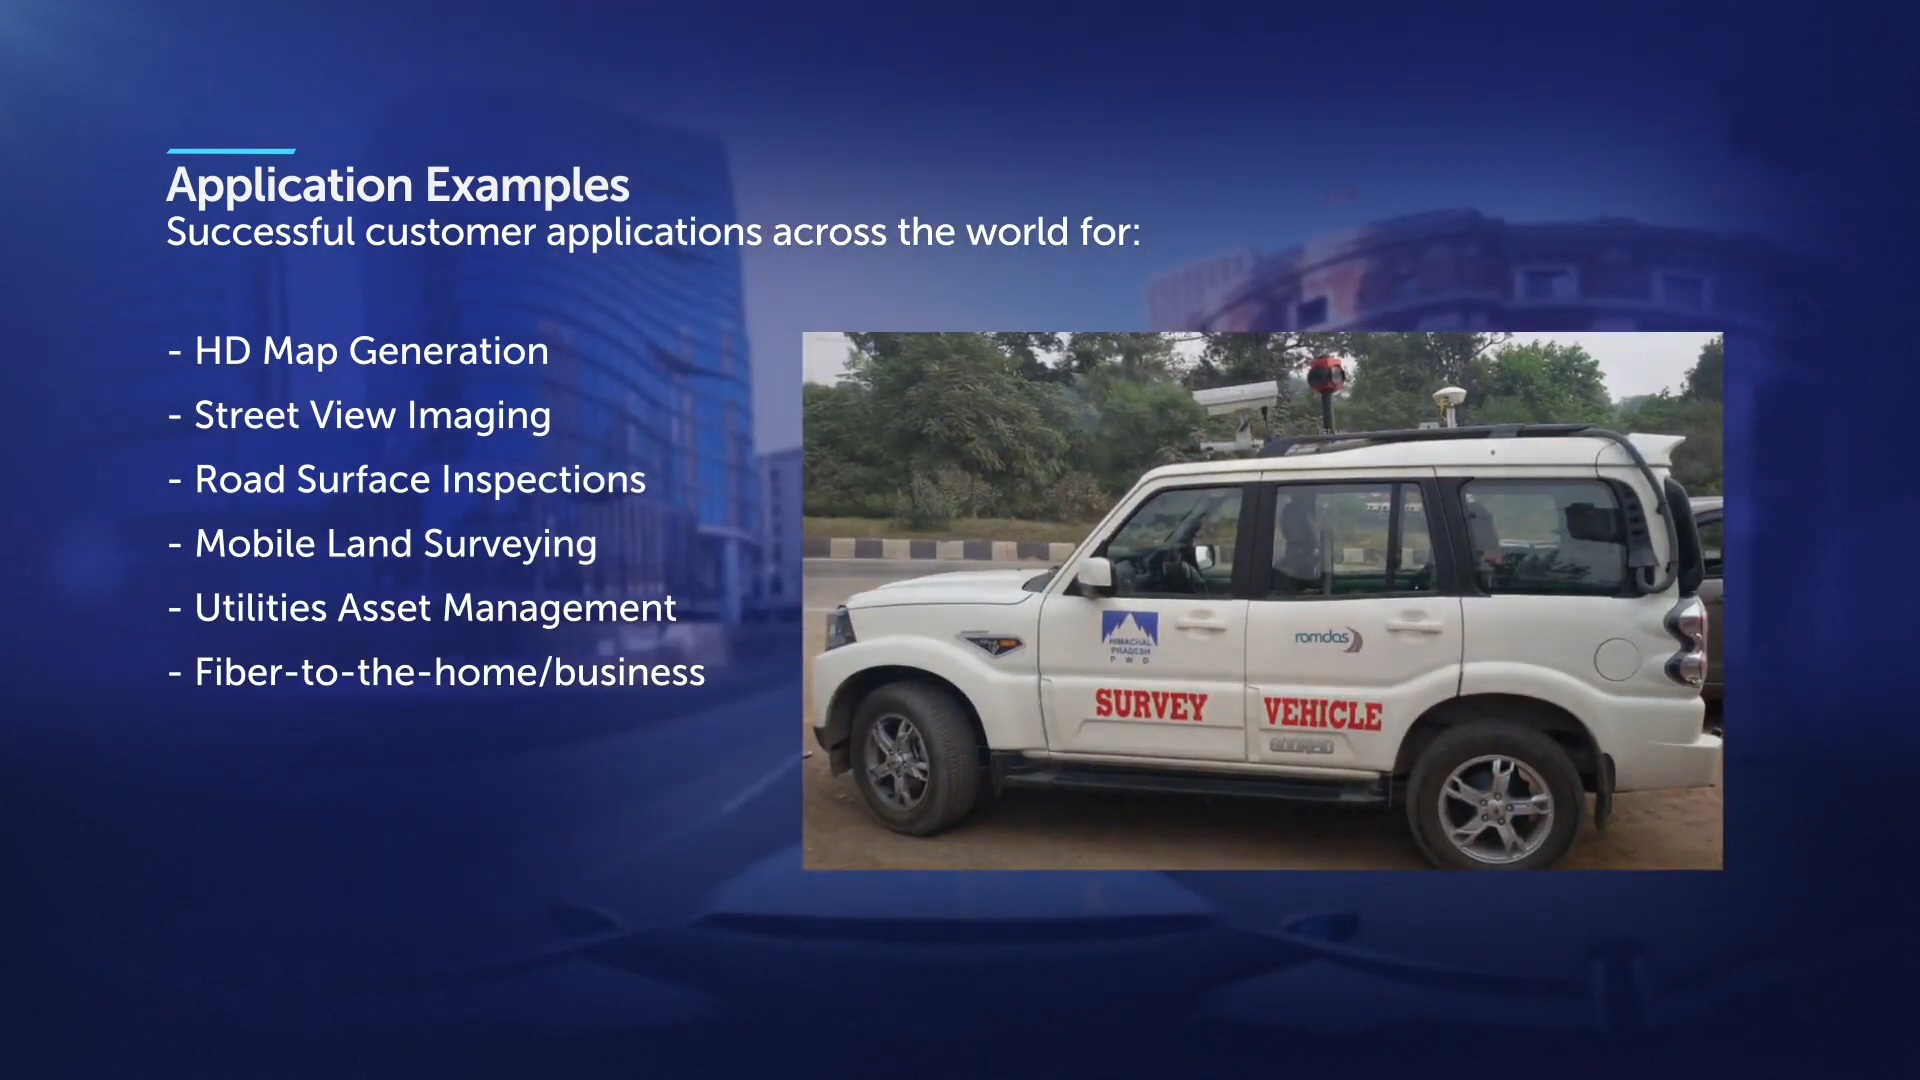 Application Examples
Successful customer applications across the world for:
- HD Map Generation
- Street View Imaging
- Road Surface Inspections
- Mobile Land Surveying
- Utilities Asset Management
- Fiber-to-the-home/business
HIMACHAL
PRADESH
P W D
romdas
SURVEY VEHICLE
SCORPIO